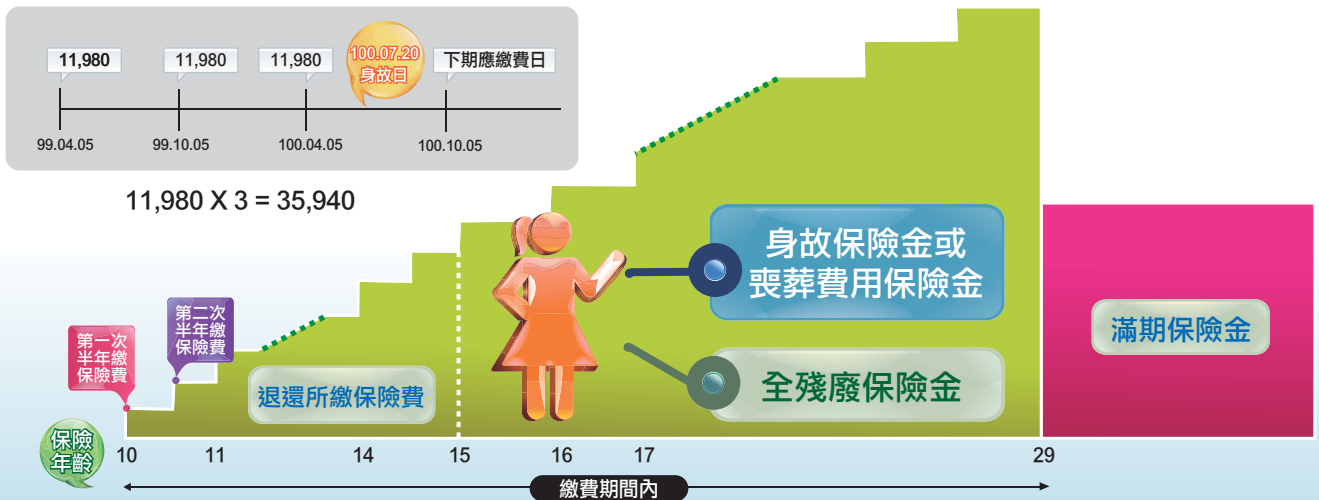 11,980
11,980
11,980
100.07.20
身故日
下期應繳費日
99.04.05
99.10.05
100.04.05
100.10.05
11,980 X 3 = 35,940
第一次
半年繳
保險費
第二次
半年繳
保險費
退還所繳保險費
身故保險金或
喪葬費用保險金
全殘廢保險金
滿期保險金
保險
年齡
10
11
14
15
16
17
29
繳費期間內